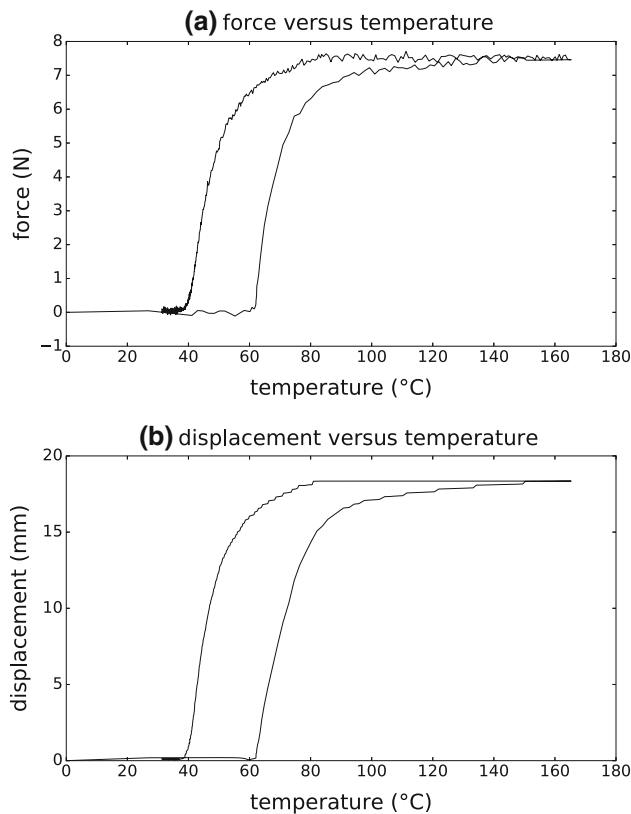 (a) force versus temperature
8
7
6
5
4
3
2
1
0
−1
force (N)
0 20 40 60 80 100 120 140 160 180
temperature (°C)
(b) displacement versus temperature
20
15
10
5
0
displacement (mm)
0 20 40 60 80 100 120 140 160 180
temperature (°C)